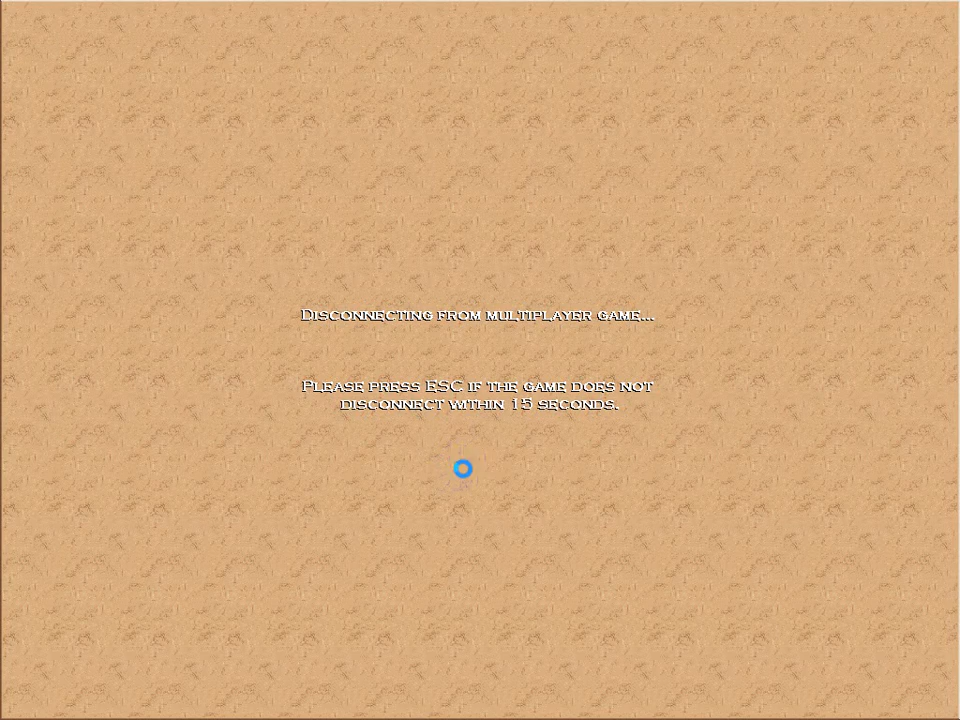 Disconnecting from multiplayer game...
Please press ESC if the game does not
disconnect within 15 seconds.